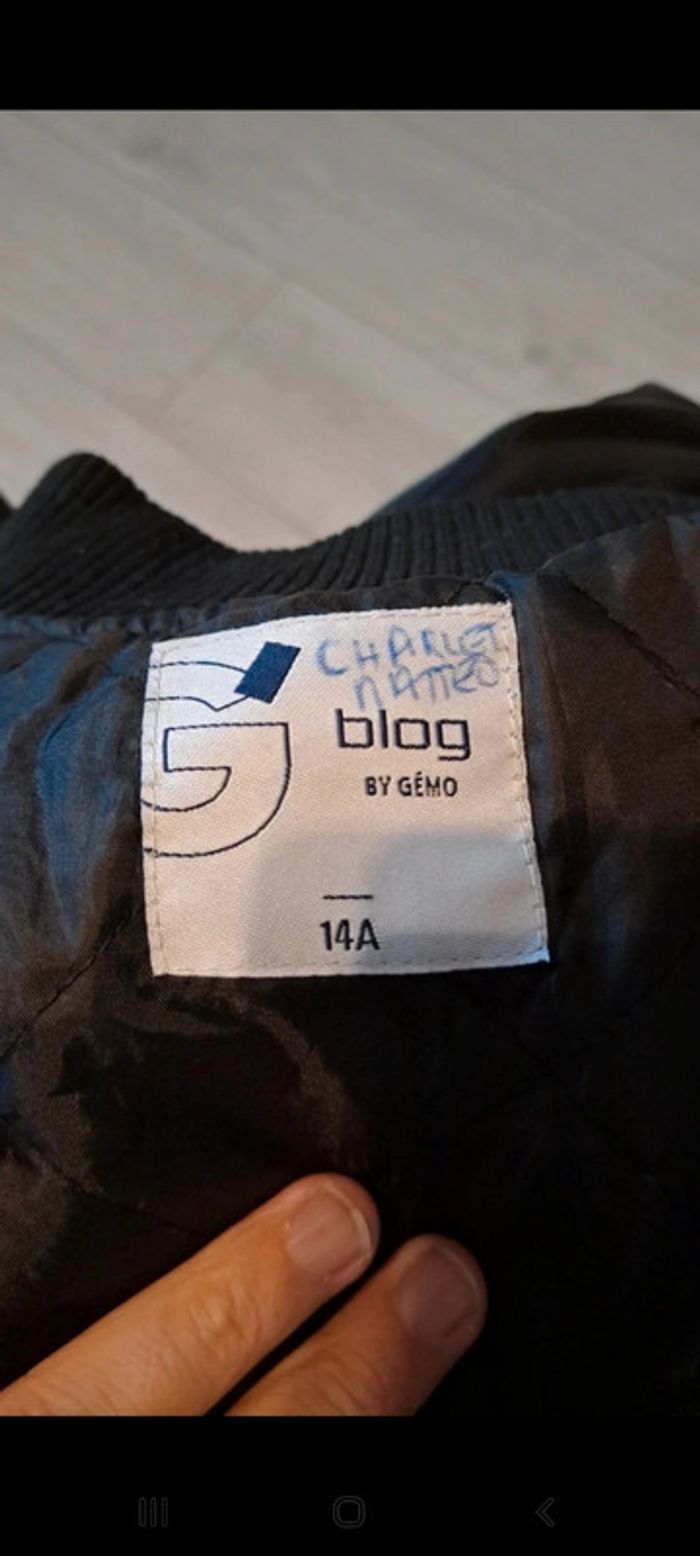 CHARLET
MATTEO
blog
BY GÉMO
14A